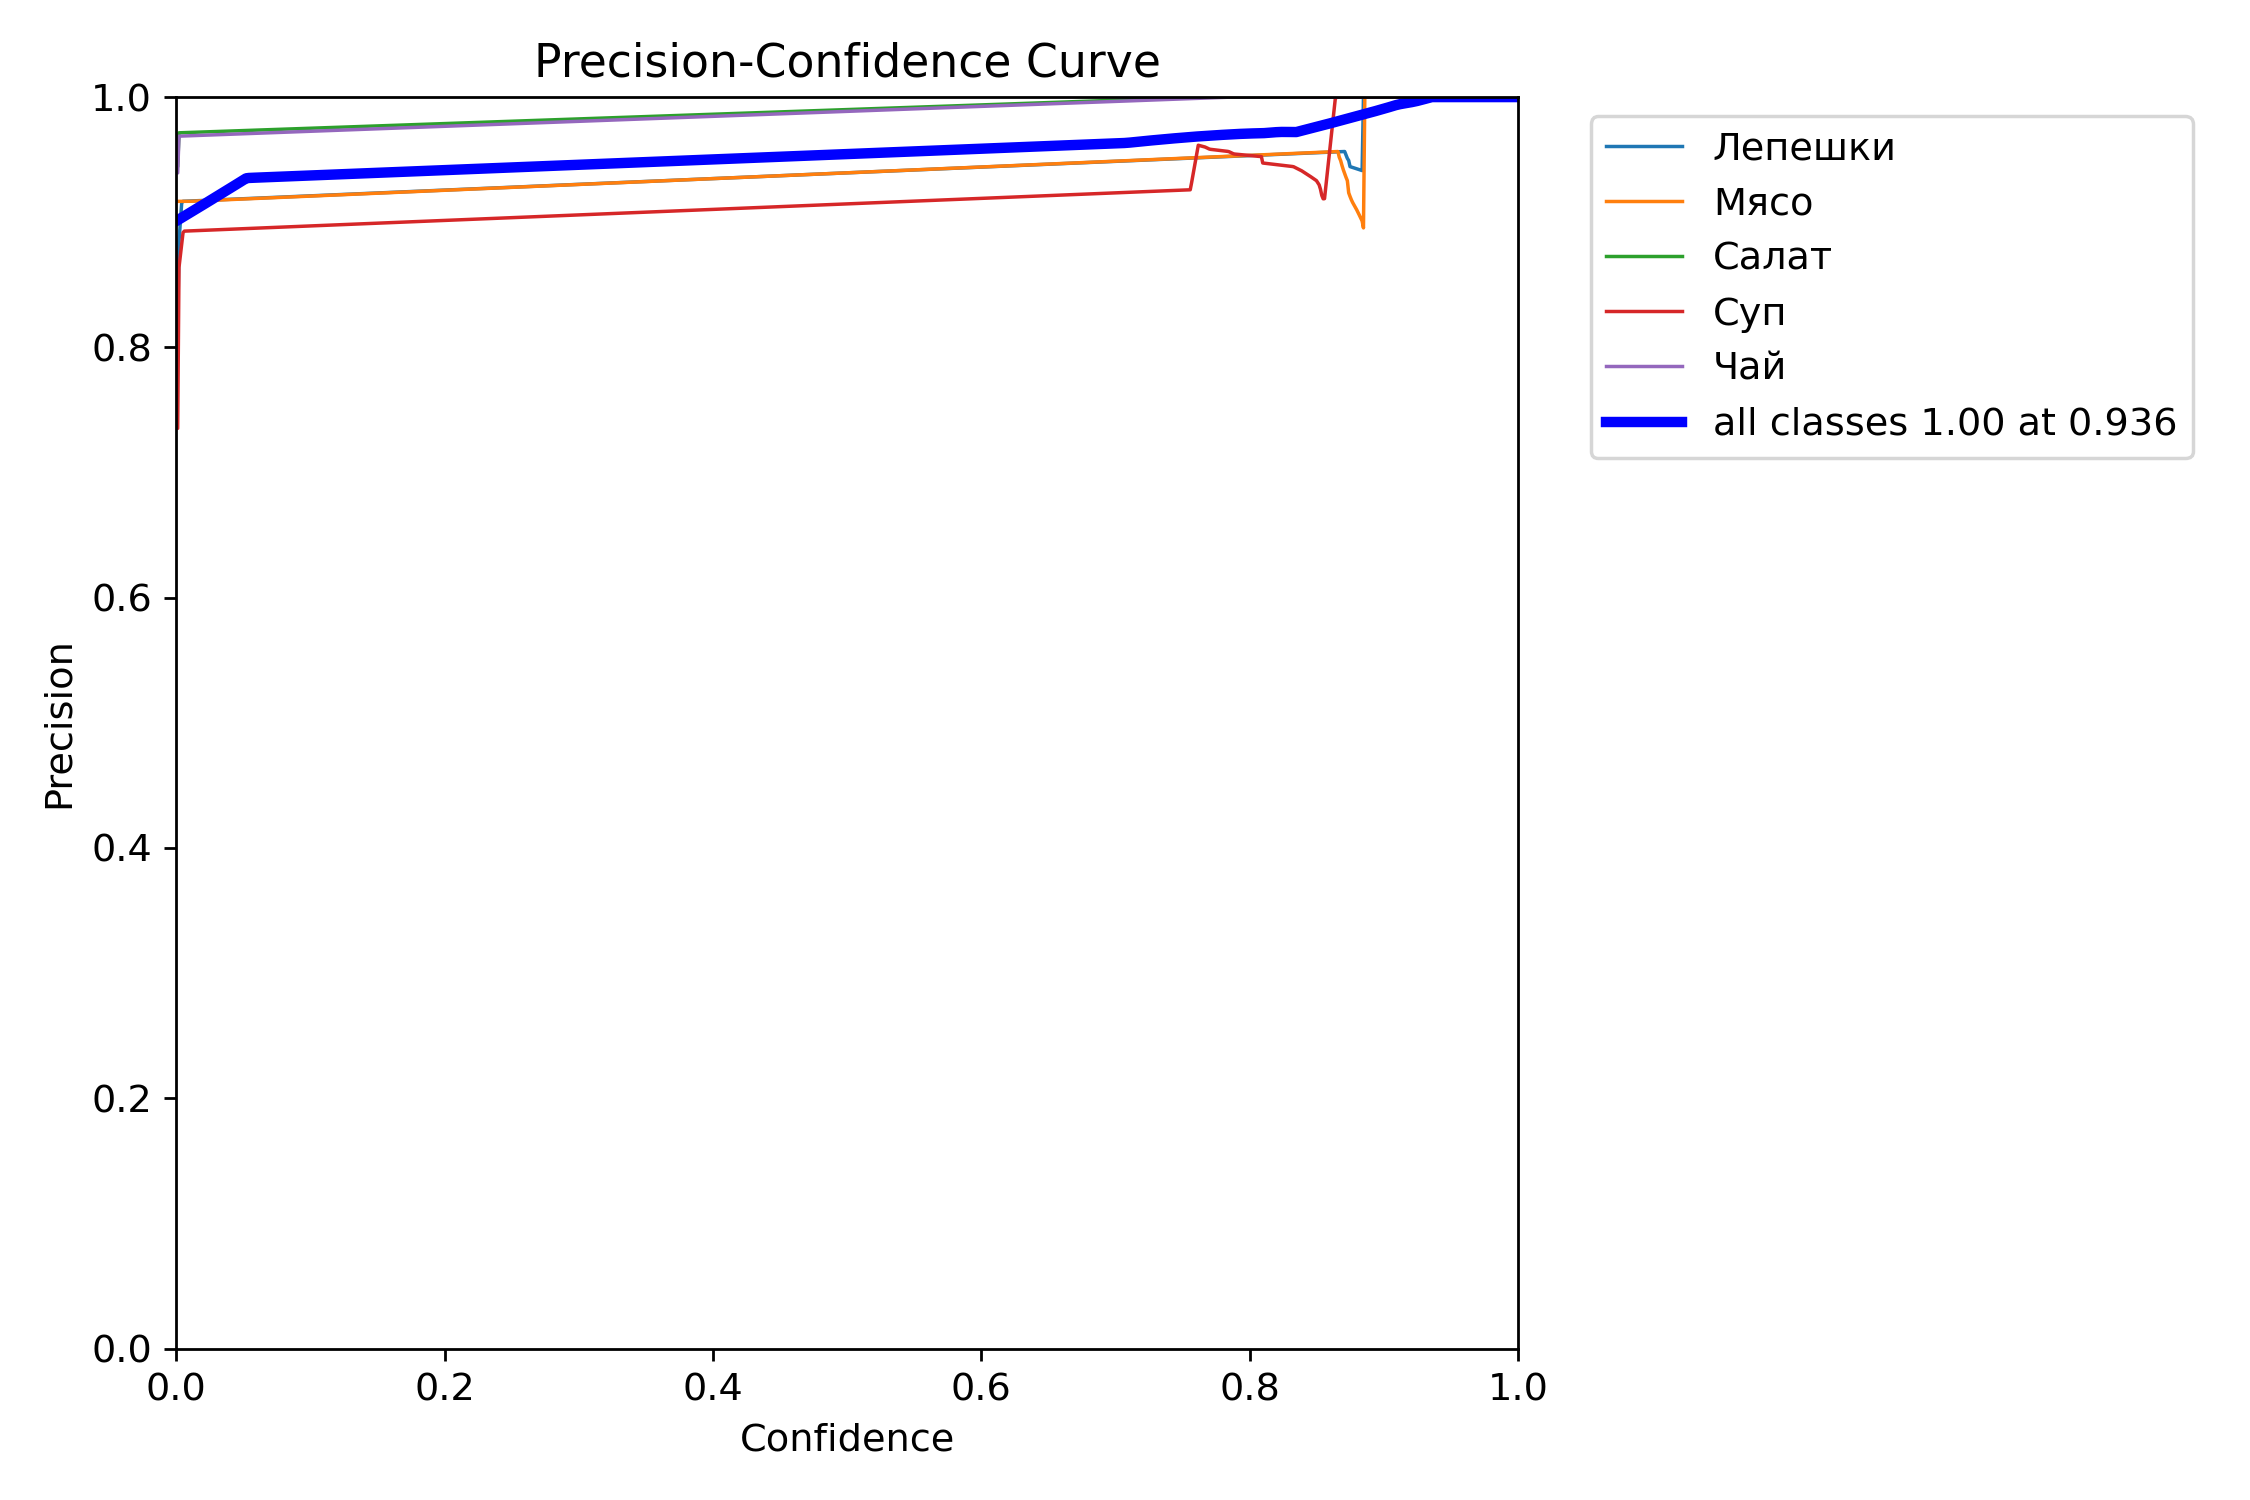 Precision-Confidence Curve
1.0
0.8
0.6
0.4
0.2
0.0
Precision
0.0 0.2 0.4 0.6 0.8 1.0
Confidence
Лепешки
Мясо
Салат
Суп
Чай
all classes 1.00 at 0.936